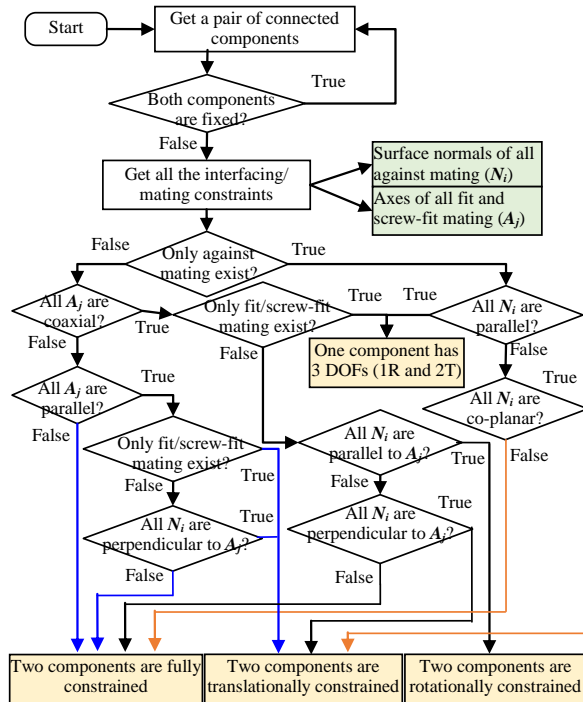 Start
Get a pair of connected
components
True
Both components
are fixed?
False
Get all the interfacing/
mating constraints
Surface normals of all
against mating (Ni)
Axes of all fit and
screw-fit mating (Aj)
False
Only against
mating exist?
True
All Aj are
coaxial?
True
Only fit/screw-fit
mating exist?
True
True
All Ni are
parallel?
False
False
False
One component has
3 DOFs (1R and 2T)
All Aj are
parallel?
True
True
All Ni are
co-planar?
False
Only fit/screw-fit
mating exist?
True
All Ni are
parallel to Aj?
True
False
False
False
All Ni are
perpendicular to Aj?
True
All Ni are
perpendicular to Aj?
True
False
False
Two components are fully
constrained
Two components are
translationally constrained
Two components are
rotationally constrained